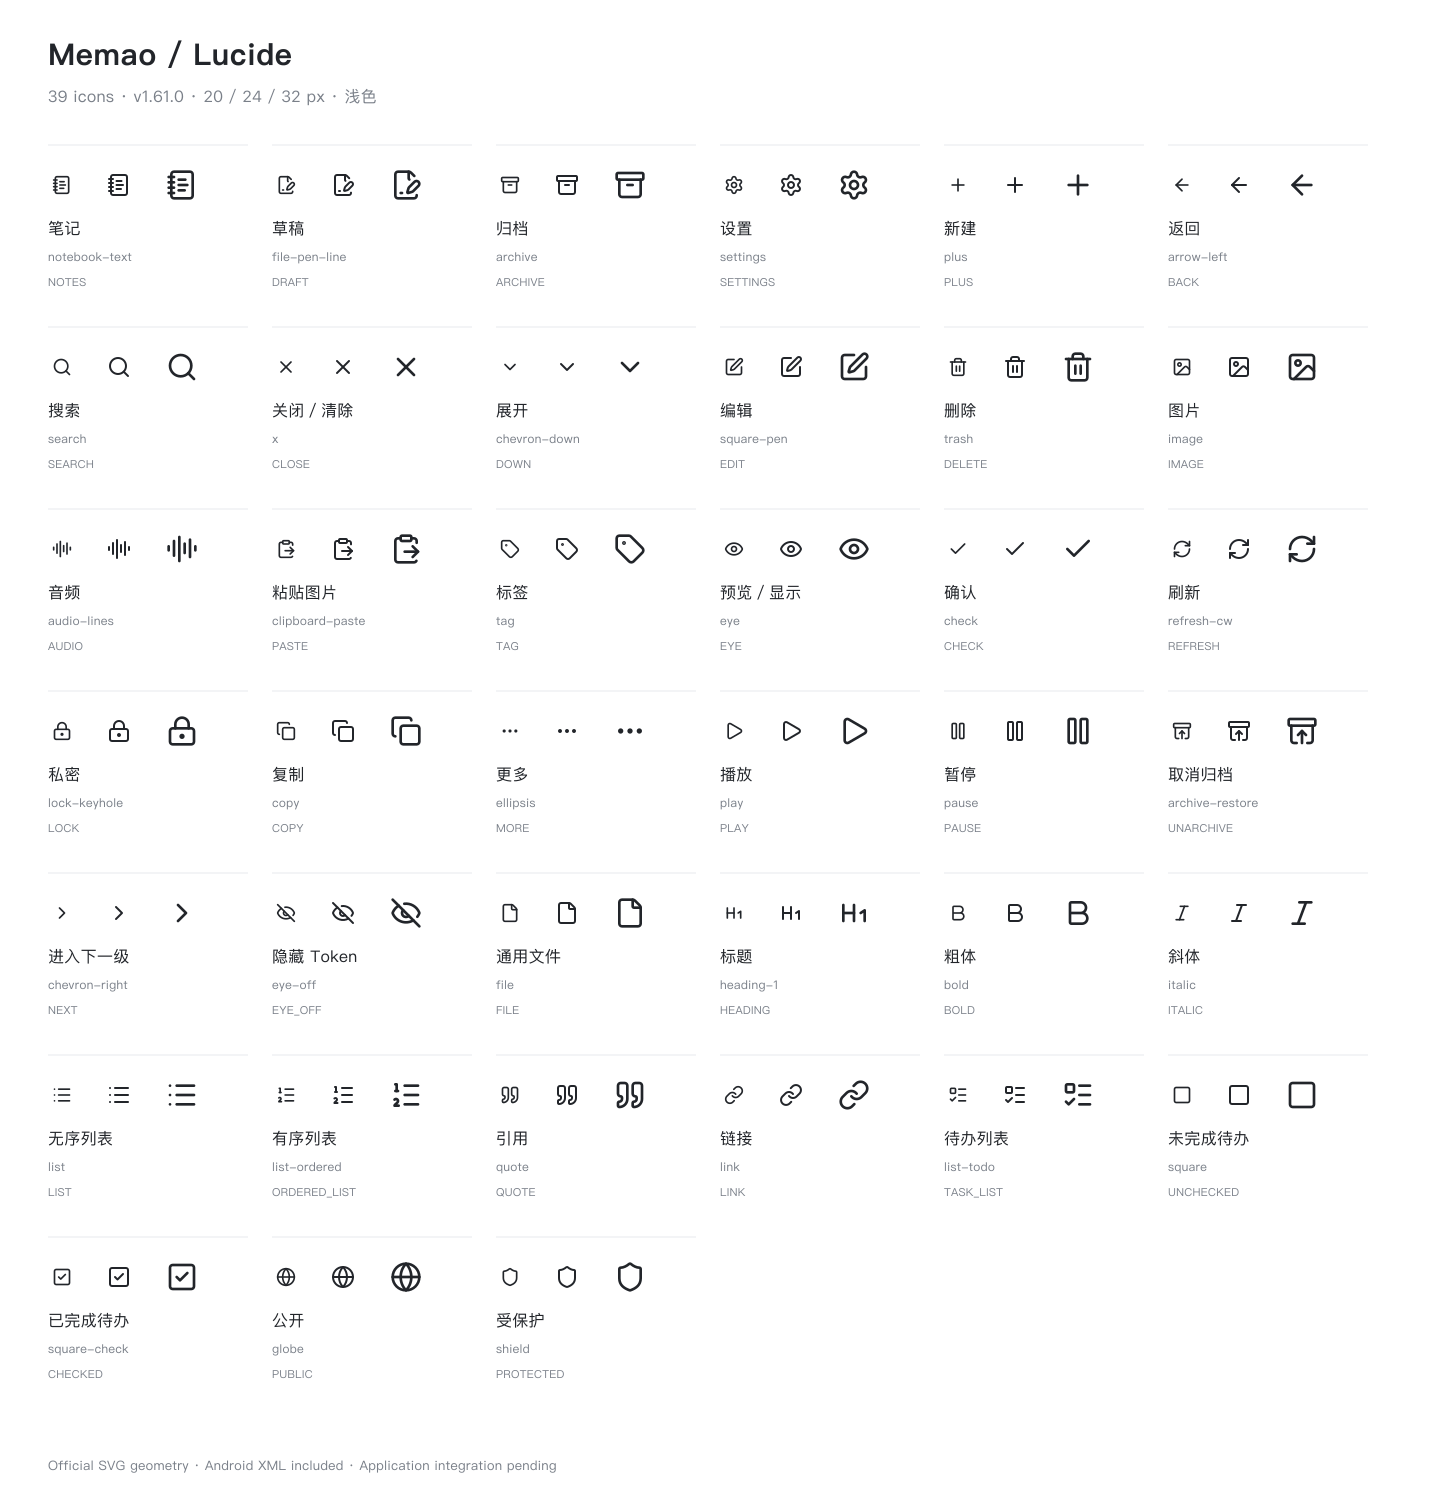 Memao / Lucide
39 icons · v1.61.0 · 20 / 24 / 32 px · 浅色
笔记 草稿 归档 设置 新建 返回
notebook-text file-pen-line archive settings plus arrow-left
NOTES DRAFT ARCHIVE SETTINGS PLUS BACK
搜索 关闭 / 清除 展开 编辑 删除 图片
search x chevron-down square-pen trash image
SEARCH CLOSE DOWN EDIT DELETE IMAGE
音频 粘贴图片 标签 预览 / 显示 确认 刷新
audio-lines clipboard-paste tag eye check refresh-cw
AUDIO PASTE TAG EYE CHECK REFRESH
私密 复制 更多 播放 暂停 取消归档
lock-keyhole copy ellipsis play pause archive-restore
LOCK COPY MORE PLAY PAUSE UNARCHIVE
H1 H1 H1 B B B I I I
进入下一级 隐藏 Token 通用文件 标题 粗体 斜体
chevron-right eye-off file heading-1 bold italic
NEXT EYE_OFF FILE HEADING BOLD ITALIC
无序列表 有序列表 引用 链接 待办列表 未完成待办
list list-ordered quote link list-todo square
LIST ORDERED_LIST QUOTE LINK TASK_LIST UNCHECKED
已完成待办 公开 受保护
square-check globe shield
CHECKED PUBLIC PROTECTED
Official SVG geometry · Android XML included · Application integration pending